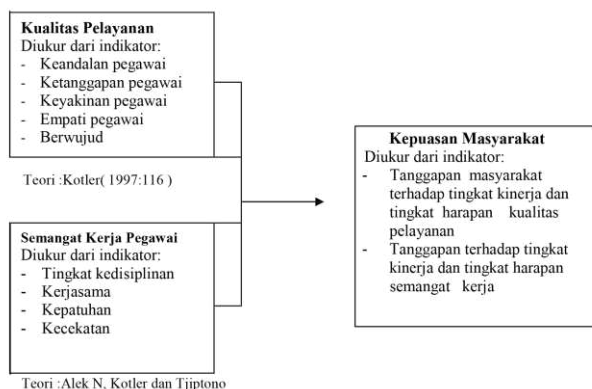 Kualitas Pelayanan
Diukur dari indikator:
- Keandalan pegawai
- Ketanggapan pegawai
- Keyakinan pegawai
- Empati pegawai
- Berwujud
Teori :Kotler( 1997:116 )
Semangat Kerja Pegawai
Diukur dari indikator:
- Tingkat kedisiplinan
- Kerjasama
- Kepatuhan
- Kecekatan
Teori :Alek N, Kotler dan Tjiptono
Kepuasan Masyarakat
Diukur dari indikator:
- Tanggapan masyarakat
terhadap tingkat kinerja dan
tingkat harapan kualitas
pelayanan
- Tanggapan terhadap tingkat
kinerja dan tingkat harapan
semangat kerja